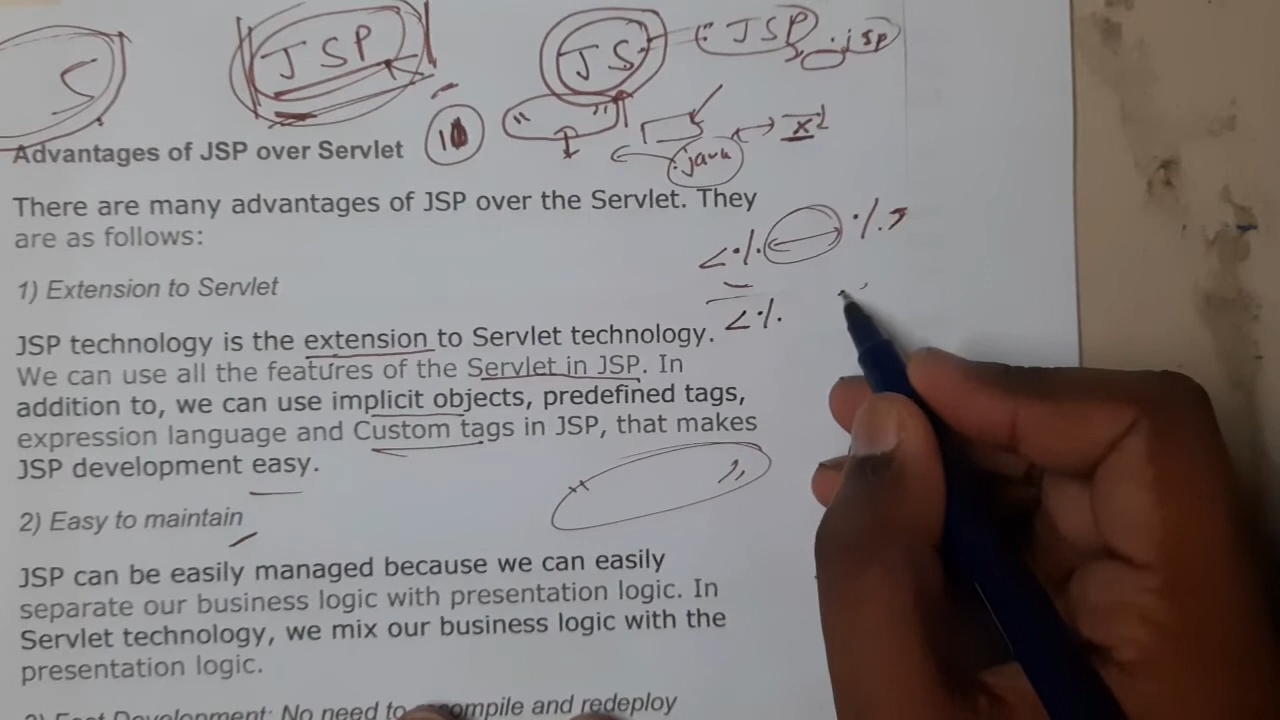 S JSP JS JSP .jsp
" "
.java x
10
Advantages of JSP over Servlet
There are many advantages of JSP over the Servlet. They
are as follows:
<% %>
1) Extension to Servlet
<%
JSP technology is the extension to Servlet technology.
We can use all the features of the Servlet in JSP. In
addition to, we can use implicit objects, predefined tags,
expression language and Custom tags in JSP, that makes
JSP development easy.
2) Easy to maintain
JSP can be easily managed because we can easily
separate our business logic with presentation logic. In
Servlet technology, we mix our business logic with the
presentation logic.
3) Fast Development: No need to compile and redeploy